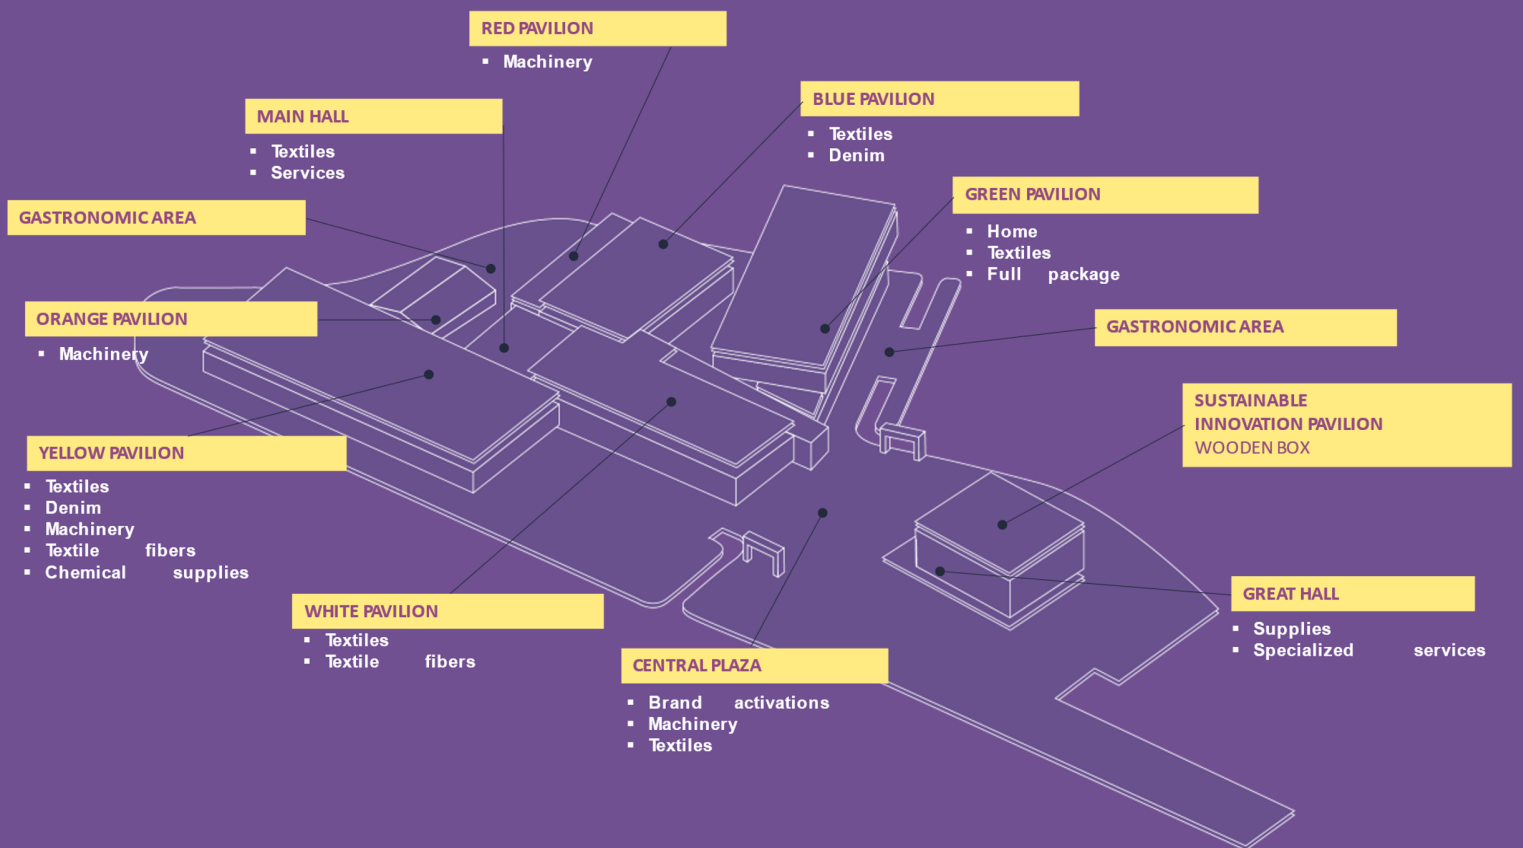 RED PAVILION
▪ Machinery
BLUE PAVILION
▪ Textiles
▪ Denim
MAIN HALL
▪ Textiles
▪ Services
GREEN PAVILION
▪ Home
▪ Textiles
▪ Full package
GASTRONOMIC AREA
ORANGE PAVILION
▪ Machinery
GASTRONOMIC AREA
SUSTAINABLE
INNOVATION PAVILION
WOODEN BOX
YELLOW PAVILION
▪ Textiles
▪ Denim
▪ Machinery
▪ Textile fibers
▪ Chemical supplies
WHITE PAVILION
▪ Textiles
▪ Textile fibers
GREAT HALL
▪ Supplies
▪ Specialized services
CENTRAL PLAZA
▪ Brand activations
▪ Machinery
▪ Textiles